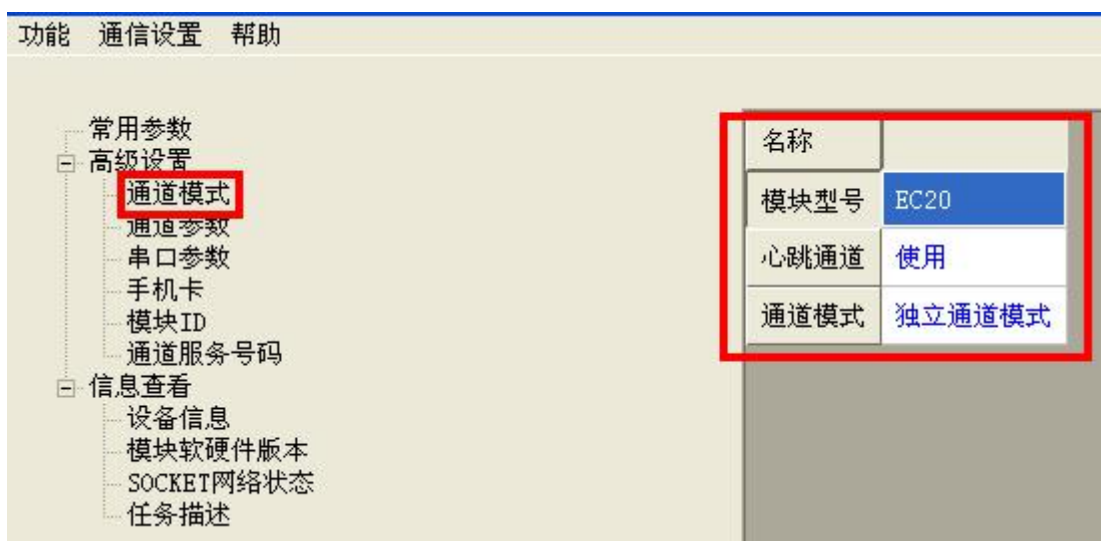 功能 通信设置 帮助
常用参数
高级设置
通道模式
通道参数
串口参数
手机卡
模块ID
通道服务号码
信息查看
设备信息
模块软硬件版本
SOCKET网络状态
任务描述
名称
模块型号 EC20
心跳通道 使用
通道模式 独立通道模式